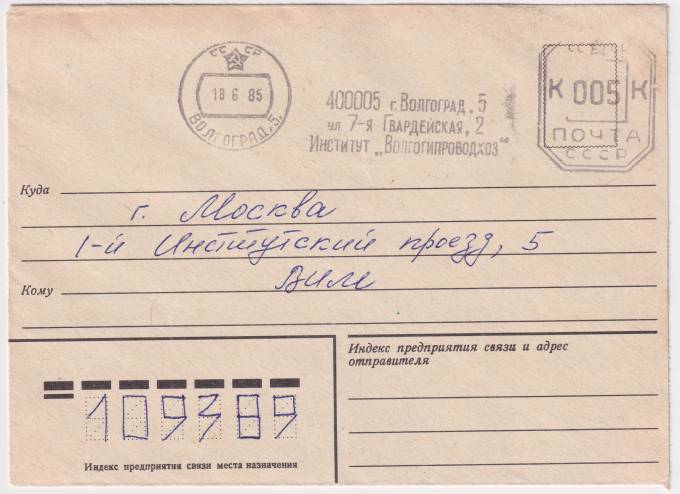 СССР
18 6 85
ВОЛГОГРАД, 5.
400005 г. ВОЛГОГРАД, 5
ул 7-я ГВАРДЕЙСКАЯ, 2
ИНСТИТУТ „ВОЛГОГИПРОВОДХОЗ"
К 005 К
ПОЧТА
СССР
Куда
г. Москва
1-й Институтский проезд, 5
Кому
Индекс предприятия связи и адрес
отправителя
109389
Индекс предприятия связи места назначения